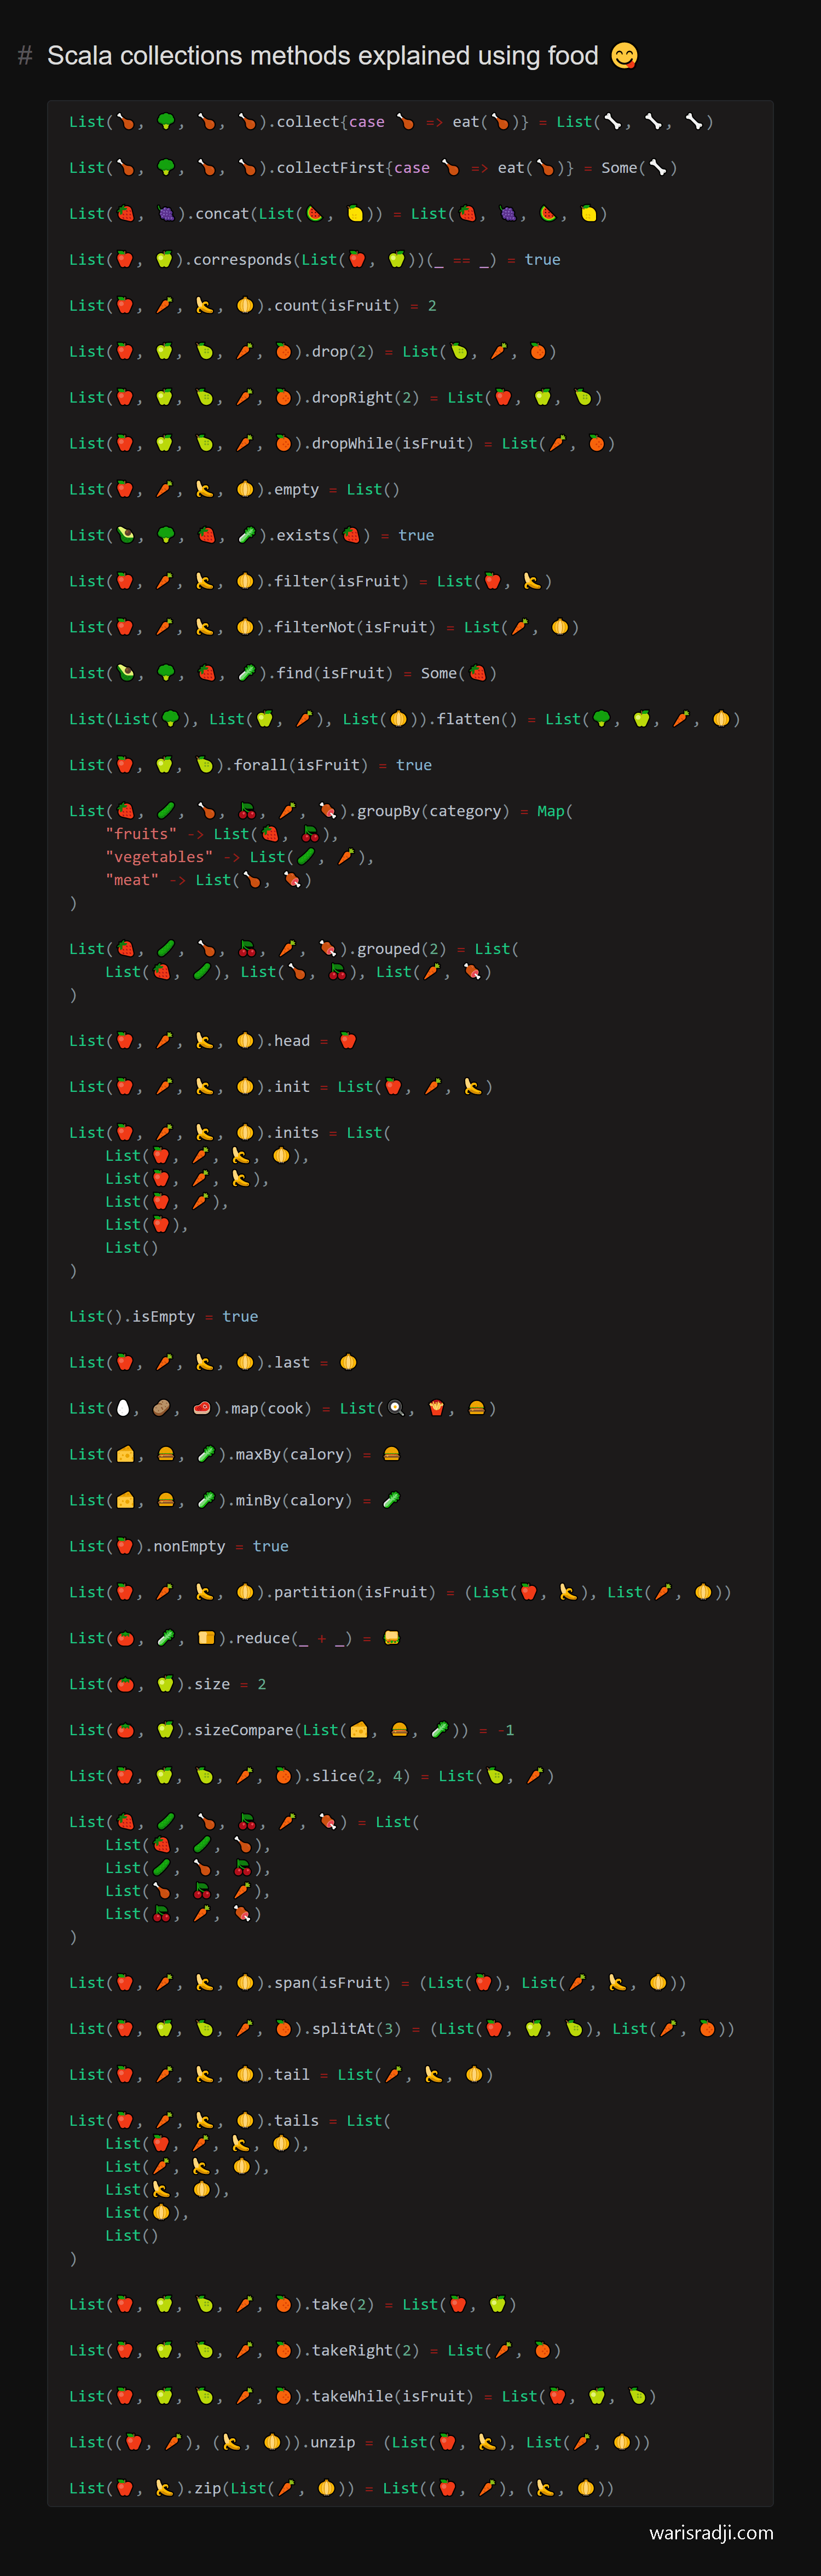 # Scala collections methods explained using food 😋
List(🍗, 🥦, 🍗, 🍗).collect{case 🍗 => eat(🍗)} = List(🦴, 🦴, 🦴)
List(🍗, 🥦, 🍗, 🍗).collectFirst{case 🍗 => eat(🍗)} = Some(🦴)
List(🍓, 🍇).concat(List(🍉, 🍋)) = List(🍓, 🍇, 🍉, 🍋)
List(🍎, 🍏).corresponds(List(🍎, 🍏))(_ == _) = true
List(🍎, 🥕, 🍌, 🧅).count(isFruit) = 2
List(🍎, 🍏, 🍐, 🥕, 🍊).drop(2) = List(🍐, 🥕, 🍊)
List(🍎, 🍏, 🍐, 🥕, 🍊).dropRight(2) = List(🍎, 🍏, 🍐)
List(🍎, 🍏, 🍐, 🥕, 🍊).dropWhile(isFruit) = List(🥕, 🍊)
List(🍎, 🥕, 🍌, 🧅).empty = List()
List(🥑, 🥦, 🍓, 🥬).exists(🍓) = true
List(🍎, 🥕, 🍌, 🧅).filter(isFruit) = List(🍎, 🍌)
List(🍎, 🥕, 🍌, 🧅).filterNot(isFruit) = List(🥕, 🧅)
List(🥑, 🥦, 🍓, 🥬).find(isFruit) = Some(🍓)
List(List(🥦), List(🍏, 🥕), List(🧅)).flatten() = List(🥦, 🍏, 🥕, 🧅)
List(🍎, 🍏, 🍐).forall(isFruit) = true
List(🍓, 🥒, 🍗, 🍒, 🥕, 🍖).groupBy(category) = Map(
"fruits" -> List(🍓, 🍒),
"vegetables" -> List(🥒, 🥕),
"meat" -> List(🍗, 🍖)
)
List(🍓, 🥒, 🍗, 🍒, 🥕, 🍖).grouped(2) = List(
List(🍓, 🥒), List(🍗, 🍒), List(🥕, 🍖)
)
List(🍎, 🥕, 🍌, 🧅).head = 🍎
List(🍎, 🥕, 🍌, 🧅).init = List(🍎, 🥕, 🍌)
List(🍎, 🥕, 🍌, 🧅).inits = List(
List(🍎, 🥕, 🍌, 🧅),
List(🍎, 🥕, 🍌),
List(🍎, 🥕),
List(🍎),
List()
)
List().isEmpty = true
List(🍎, 🥕, 🍌, 🧅).last = 🧅
List(🥚, 🥔, 🥩).map(cook) = List(🍳, 🍟, 🍔)
List(🧀, 🍔, 🥬).maxBy(calory) = 🍔
List(🧀, 🍔, 🥬).minBy(calory) = 🥬
List(🍎).nonEmpty = true
List(🍎, 🥕, 🍌, 🧅).partition(isFruit) = (List(🍎, 🍌), List(🥕, 🧅))
List(🍅, 🥬, 🍞).reduce(_ + _) = 🥪
List(🍅, 🍏).size = 2
List(🍅, 🍏).sizeCompare(List(🧀, 🍔, 🥬)) = -1
List(🍎, 🍏, 🍐, 🥕, 🍊).slice(2, 4) = List(🍐, 🥕)
List(🍓, 🥒, 🍗, 🍒, 🥕, 🍖) = List(
List(🍓, 🥒, 🍗),
List(🥒, 🍗, 🍒),
List(🍗, 🍒, 🥕),
List(🍒, 🥕, 🍖)
)
List(🍎, 🥕, 🍌, 🧅).span(isFruit) = (List(🍎), List(🥕, 🍌, 🧅))
List(🍎, 🍏, 🍐, 🥕, 🍊).splitAt(3) = (List(🍎, 🍏, 🍐), List(🥕, 🍊))
List(🍎, 🥕, 🍌, 🧅).tail = List(🥕, 🍌, 🧅)
List(🍎, 🥕, 🍌, 🧅).tails = List(
List(🍎, 🥕, 🍌, 🧅),
List(🥕, 🍌, 🧅),
List(🍌, 🧅),
List(🧅),
List()
)
List(🍎, 🍏, 🍐, 🥕, 🍊).take(2) = List(🍎, 🍏)
List(🍎, 🍏, 🍐, 🥕, 🍊).takeRight(2) = List(🥕, 🍊)
List(🍎, 🍏, 🍐, 🥕, 🍊).takeWhile(isFruit) = List(🍎, 🍏, 🍐)
List((🍎, 🥕), (🍌, 🧅)).unzip = (List(🍎, 🍌), List(🥕, 🧅))
List(🍎, 🍌).zip(List(🥕, 🧅)) = List((🍎, 🥕), (🍌, 🧅))
warisradji.com